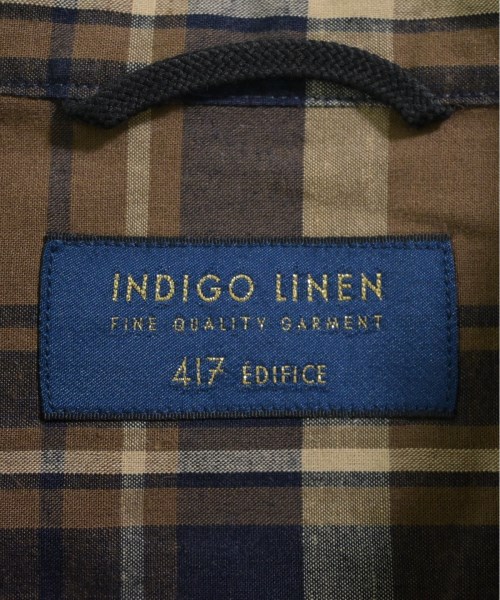 INDIGO LINEN
FINE QUALITY GARMENT
417 ÉDIFICE